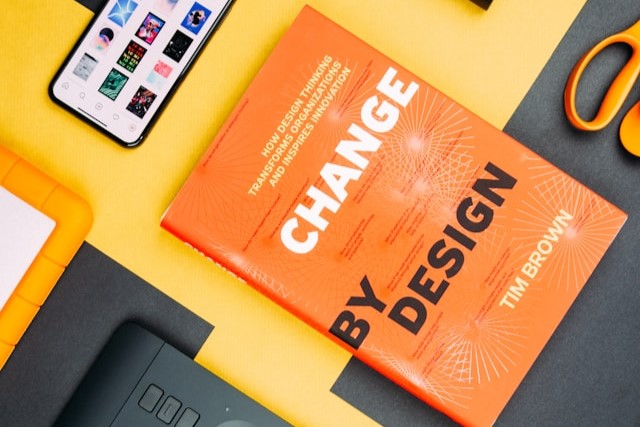 HOW DESIGN THINKING
TRANSFORMS ORGANIZATIONS
AND INSPIRES INNOVATION
CHANGE
BY
DESIGN
TIM BROWN